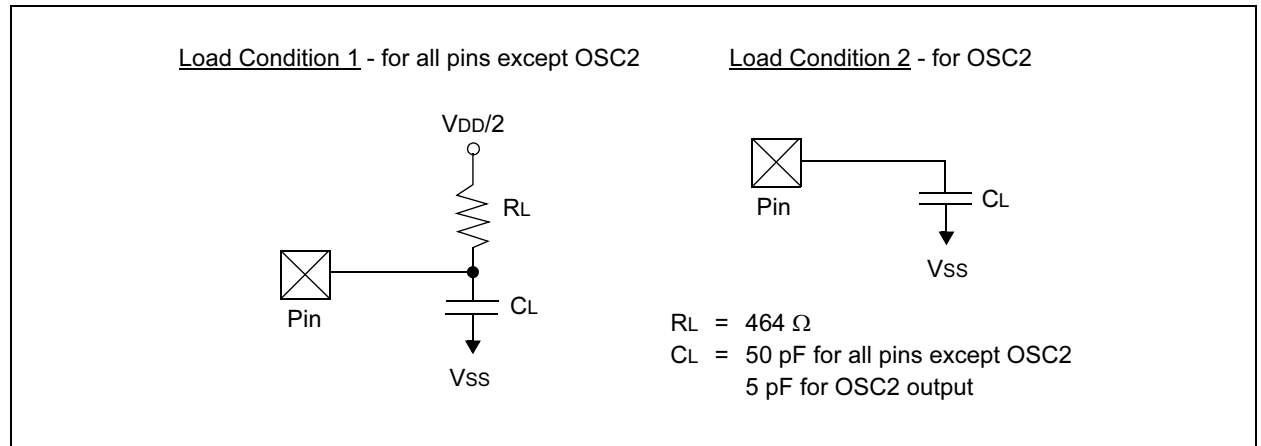 Load Condition 1 - for all pins except OSC2
VDD/2
RL
Pin
CL
VSS
Load Condition 2 - for OSC2
Pin
CL
VSS
RL = 464 Ω
CL = 50 pF for all pins except OSC2
5 pF for OSC2 output